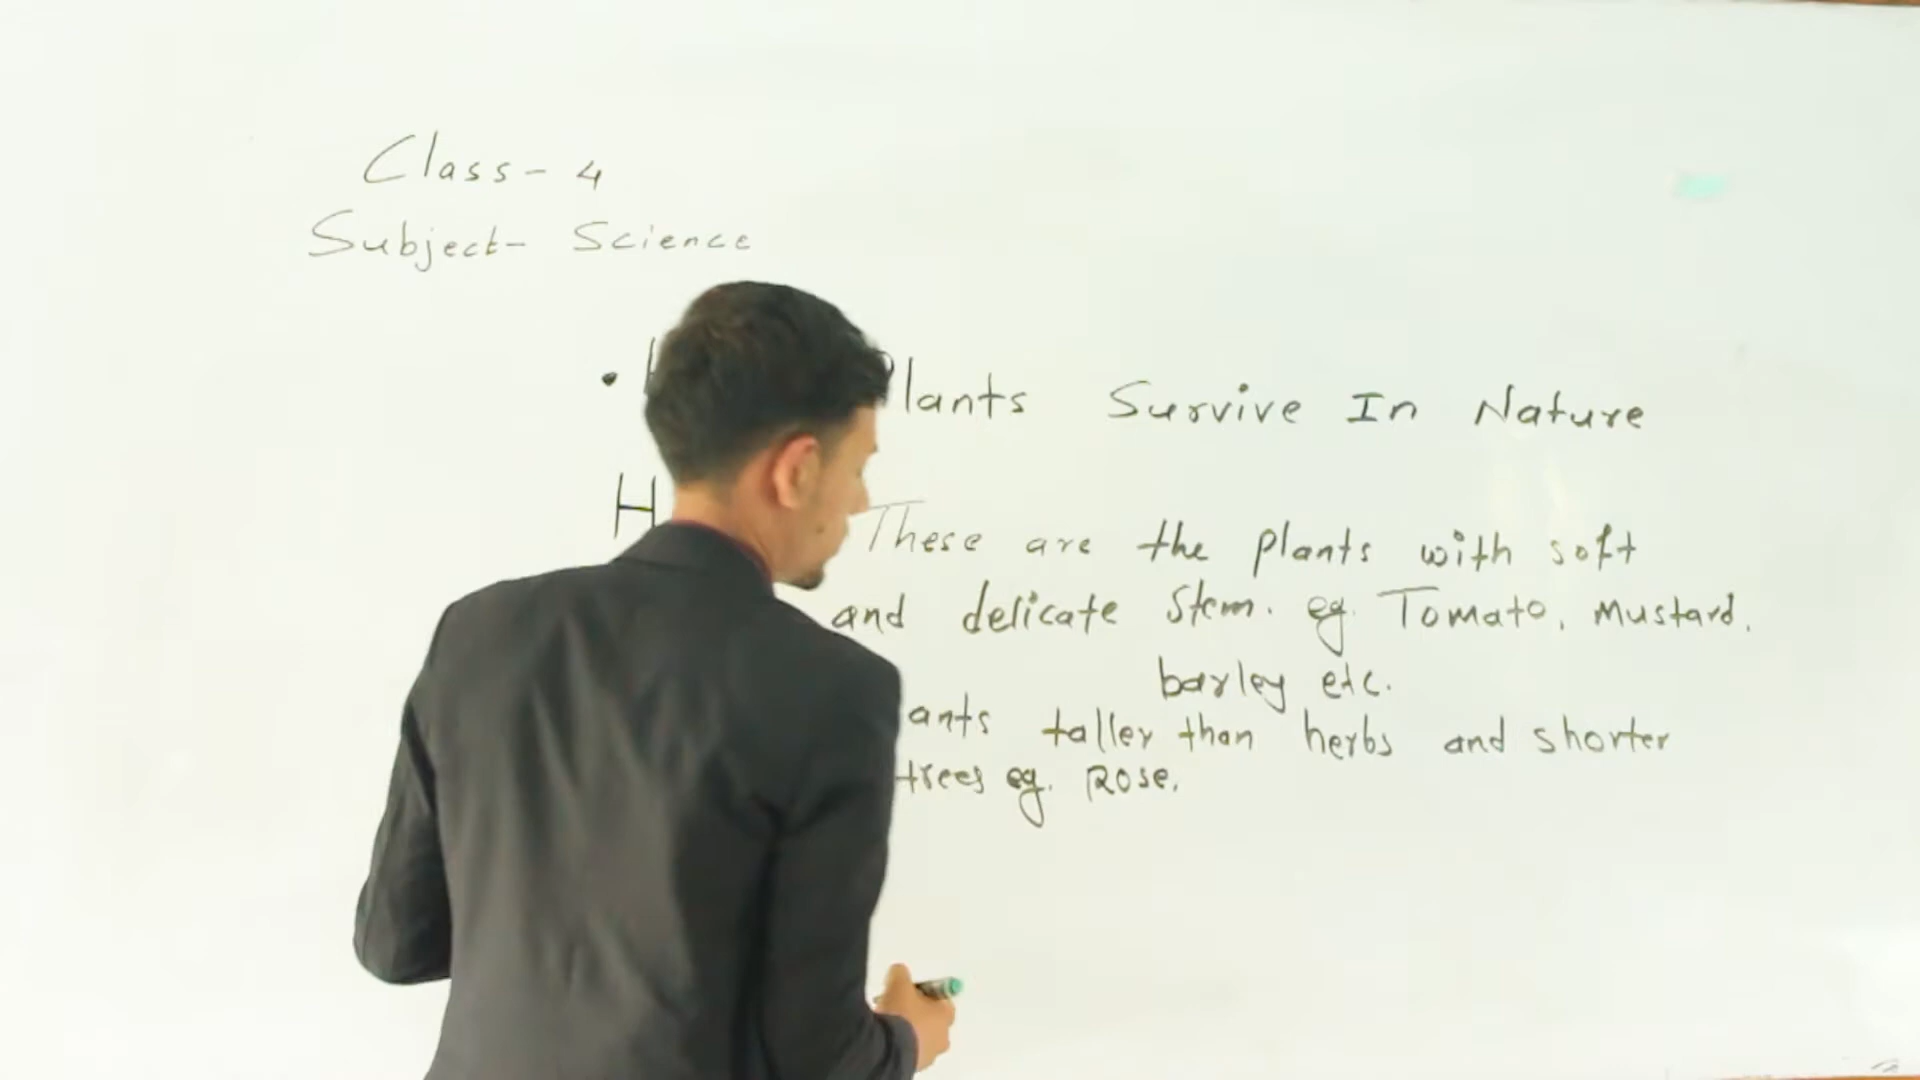 Class - 4
Subject - Science
• Plants Survive In Nature
These are the plants with soft
and delicate stem. eg. Tomato, Mustard,
barley etc.
taller than herbs and shorter
trees eg. Rose.